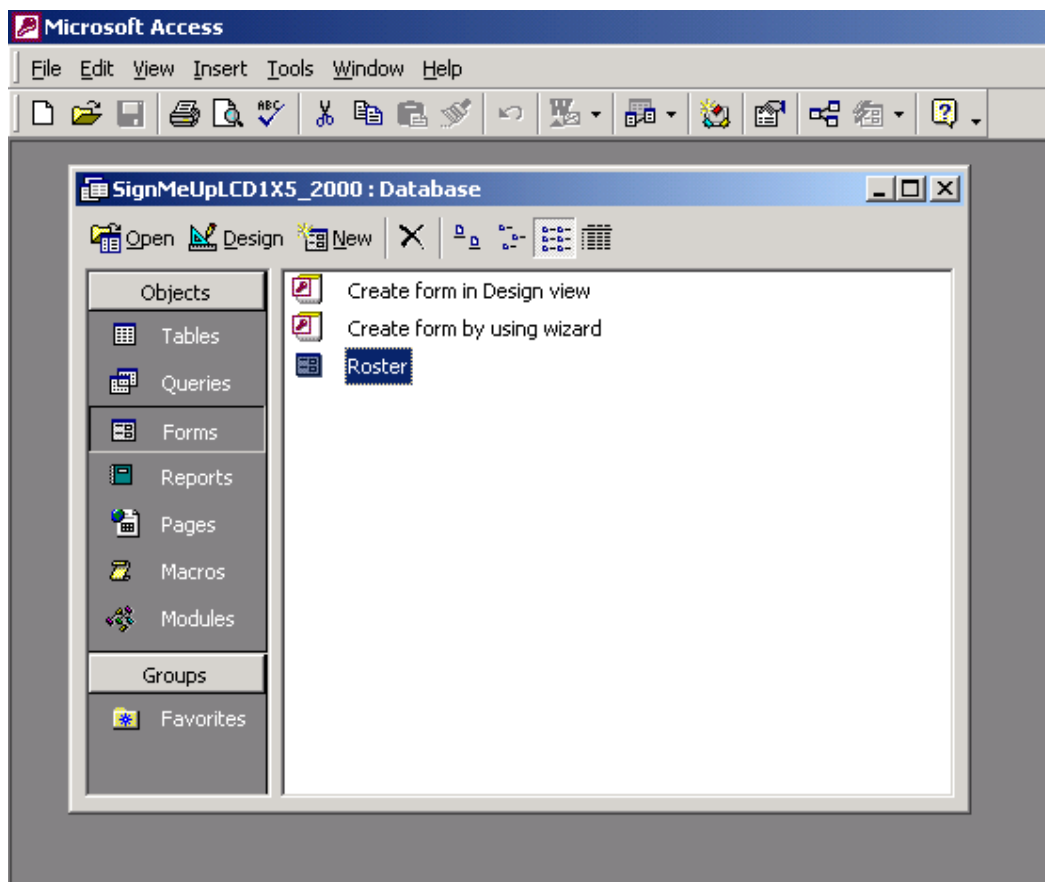 Microsoft Access
File Edit View Insert Tools Window Help
ABC
SignMeUpLCD1X5_2000 : Database
Open Design New
Objects
Tables
Queries
Forms
Reports
Pages
Macros
Modules
Groups
Favorites
Create form in Design view
Create form by using wizard
Roster